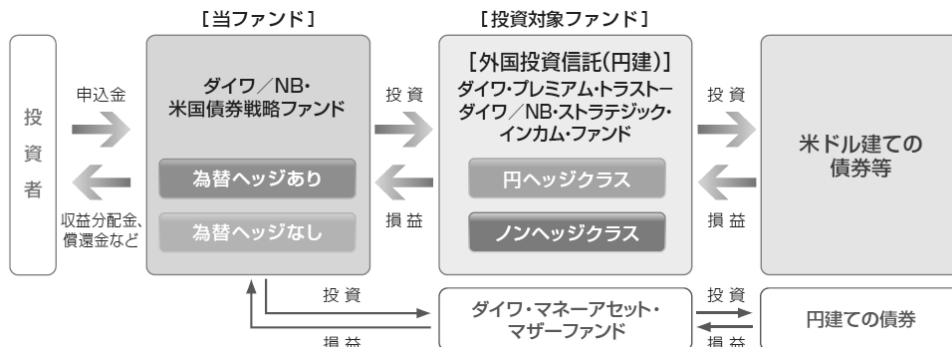 [当ファンド]
[投資対象ファンド]
投資者
申込金
収益分配金、
償還金など
ダイワ／NB・
米国債券戦略ファンド
為替ヘッジあり
為替ヘッジなし
投資
損益
[外国投資信託(円建)]
ダイワ・プレミアム・トラスト－
ダイワ／NB・ストラテジック・
インカム・ファンド
円ヘッジクラス
ノンヘッジクラス
投資
損益
米ドル建ての
債券等
投資
損益
ダイワ・マネーアセット・
マザーファンド
投資
損益
円建ての債券